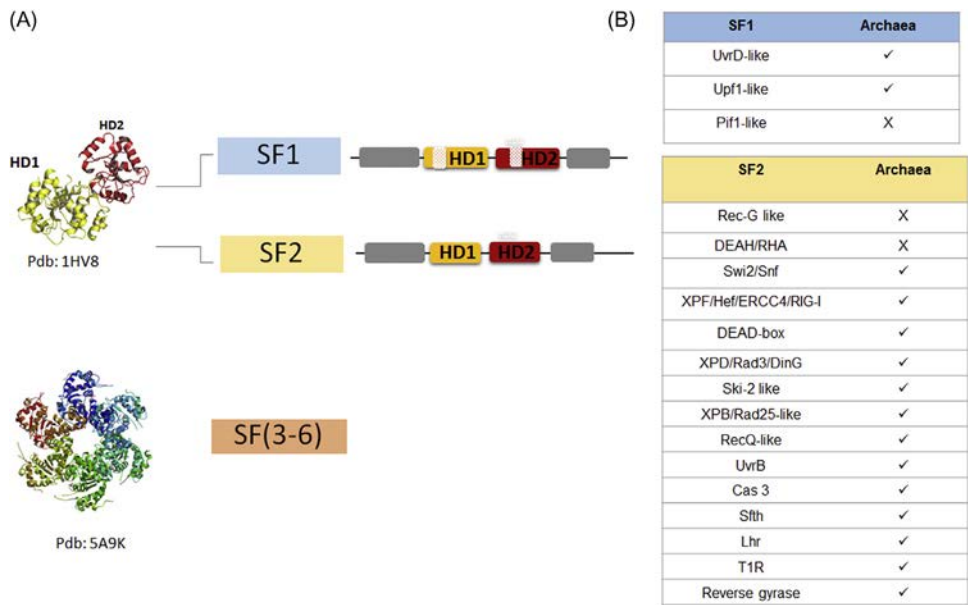 (A)
HD2
HD1
Pdb: 1HV8
SF1
HD1
HD2
SF2
HD1
HD2
SF(3-6)
Pdb: 5A9K
(B)
SF1 Archaea
UvrD-like ✓
Upf1-like ✓
Pif1-like X
SF2 Archaea
Rec-G like X
DEAH/RHA X
Swi2/Snf ✓
XPF/Hef/ERCC4/RIG-I ✓
DEAD-box ✓
XPD/Rad3/DinG ✓
Ski-2 like ✓
XPB/Rad25-like ✓
RecQ-like ✓
UvrB ✓
Cas 3 ✓
Sfth ✓
Lhr ✓
T1R ✓
Reverse gyrase ✓